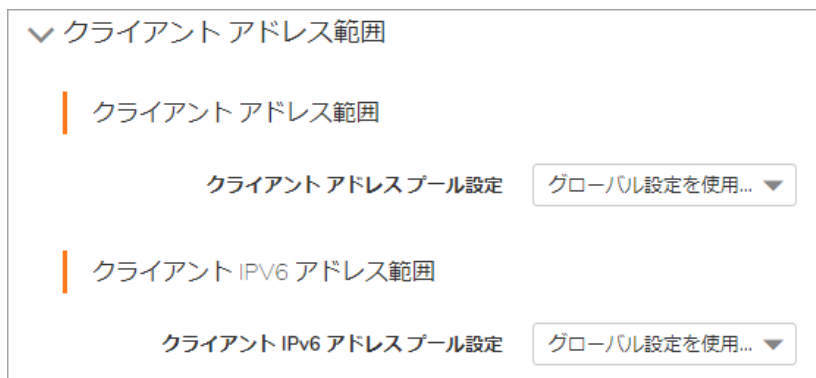 クライアント アドレス範囲
クライアント アドレス範囲
クライアント アドレス プール設定 グローバル設定を使用...
クライアント IPV6 アドレス範囲
クライアント IPv6 アドレス プール設定 グローバル設定を使用...